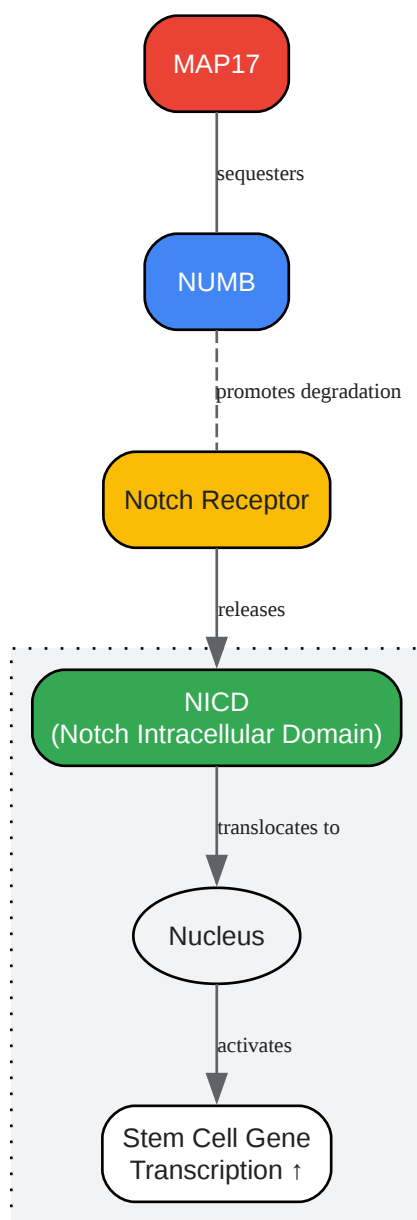 MAP17
sequesters
NUMB
promotes degradation
Notch Receptor
releases
NICD
(Notch Intracellular Domain)
translocates to
Nucleus
activates
Stem Cell Gene
Transcription ↑